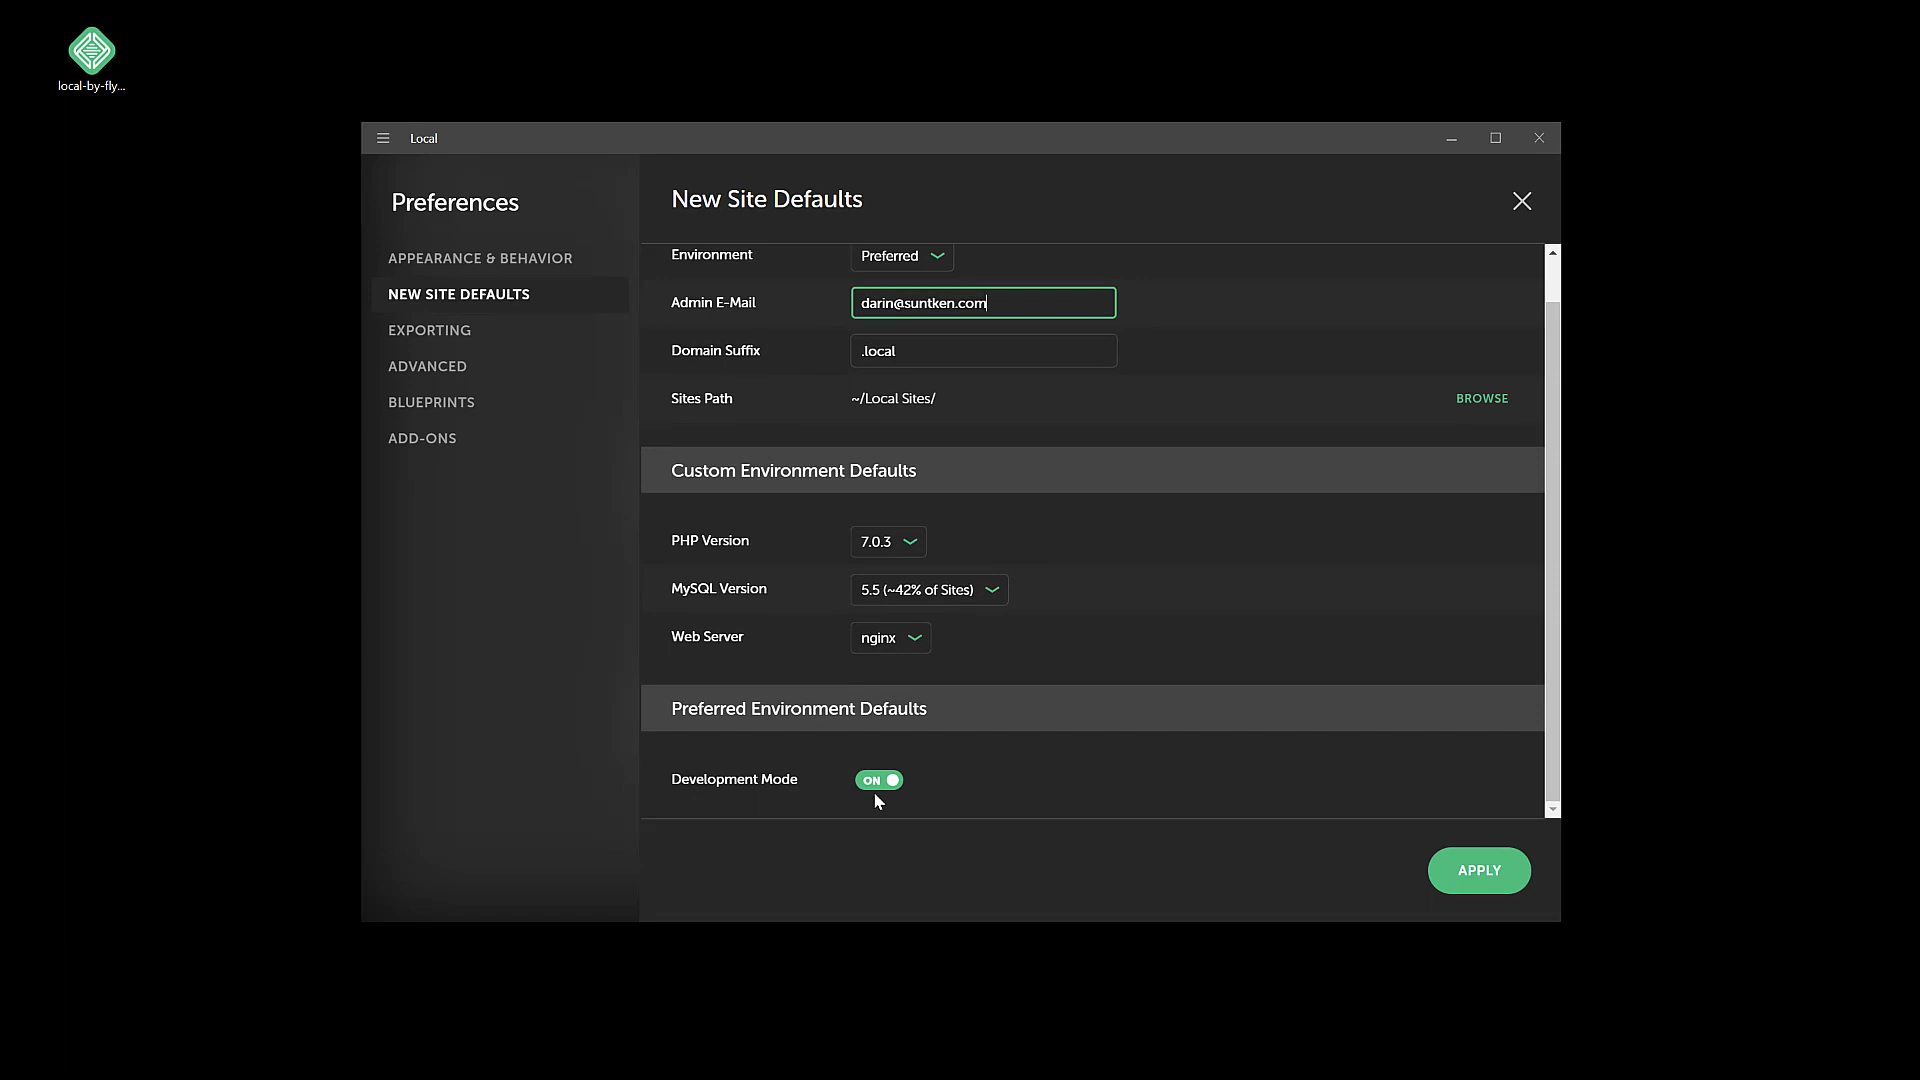 local-by-fly...
Local
Preferences
APPEARANCE & BEHAVIOR
NEW SITE DEFAULTS
EXPORTING
ADVANCED
BLUEPRINTS
ADD-ONS
New Site Defaults
Environment Preferred
Admin E-Mail darin@suntken.com
Domain Suffix .local
Sites Path ~/Local Sites/ BROWSE
Custom Environment Defaults
PHP Version 7.0.3
MySQL Version 5.5 (~42% of Sites)
Web Server nginx
Preferred Environment Defaults
Development Mode ON
APPLY